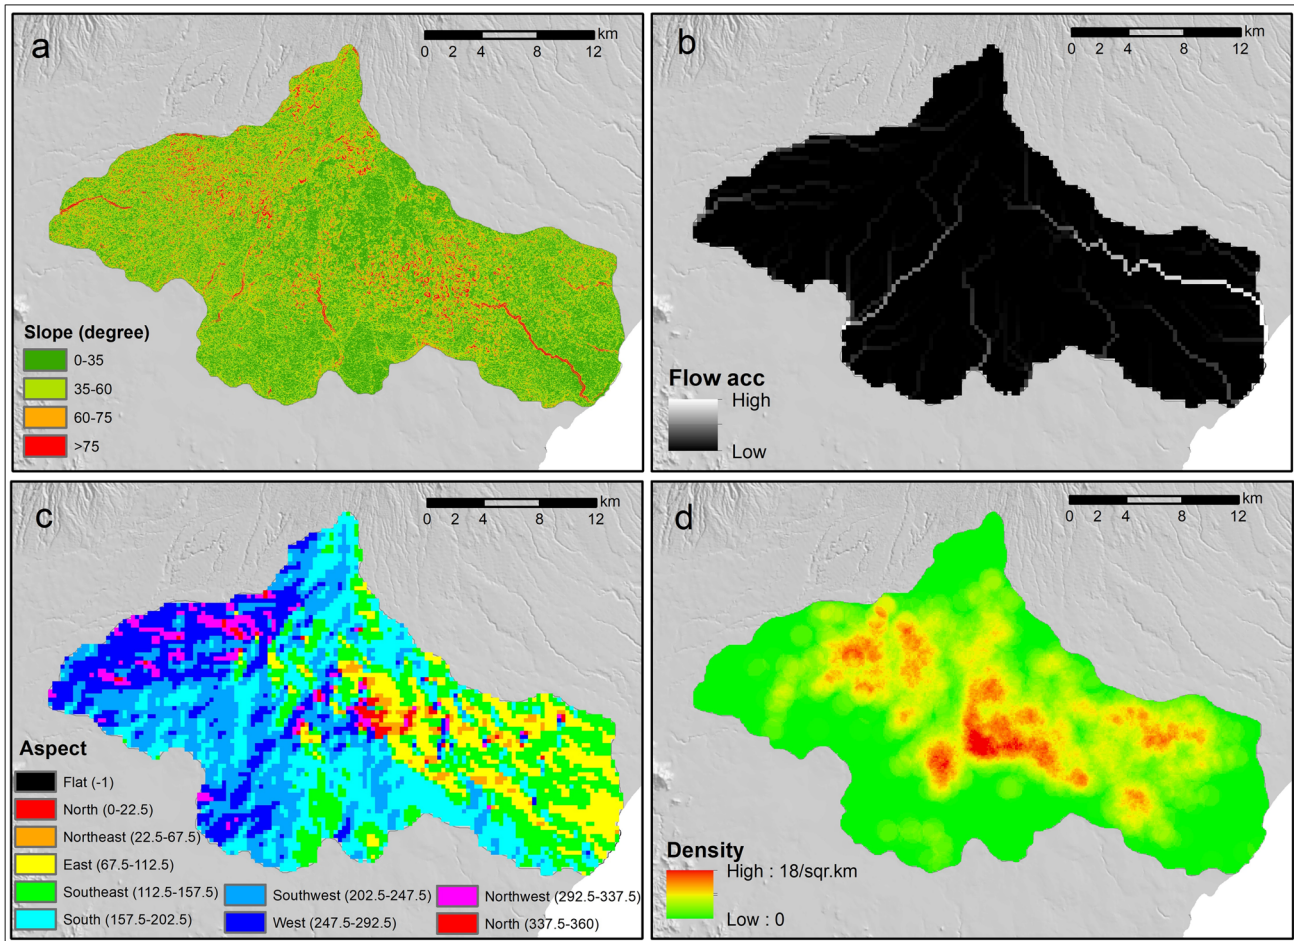 a
km
0 2 4 8 12
Slope (degree)
0-35
35-60
60-75
>75
b
km
0 2 4 8 12
Flow acc
High
Low
c
km
0 2 4 8 12
Aspect
Flat (-1)
North (0-22.5)
Northeast (22.5-67.5)
East (67.5-112.5)
Southeast (112.5-157.5)
South (157.5-202.5)
Southwest (202.5-247.5)
West (247.5-292.5)
Northwest (292.5-337.5)
North (337.5-360)
d
km
0 2 4 8 12
Density
High : 18/sqr.km
Low : 0